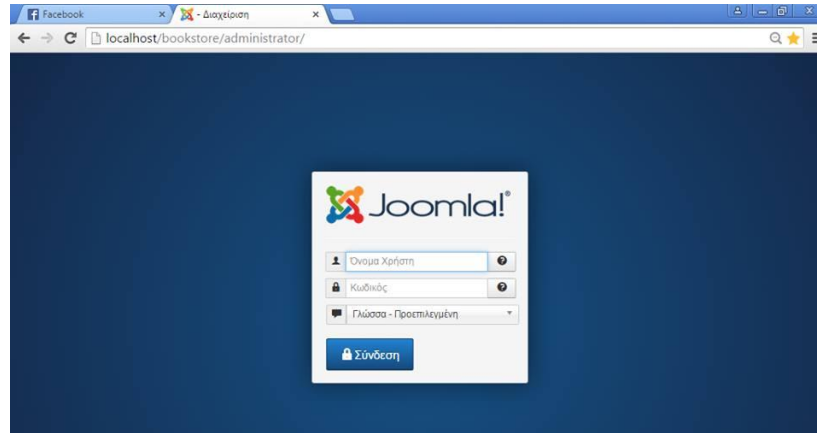 Facebook
- Διαχείριση
localhost/bookstore/administrator/
Joomla!®
Όνομα Χρήστη
Κωδικός
Γλώσσα - Προεπιλεγμένη
Σύνδεση